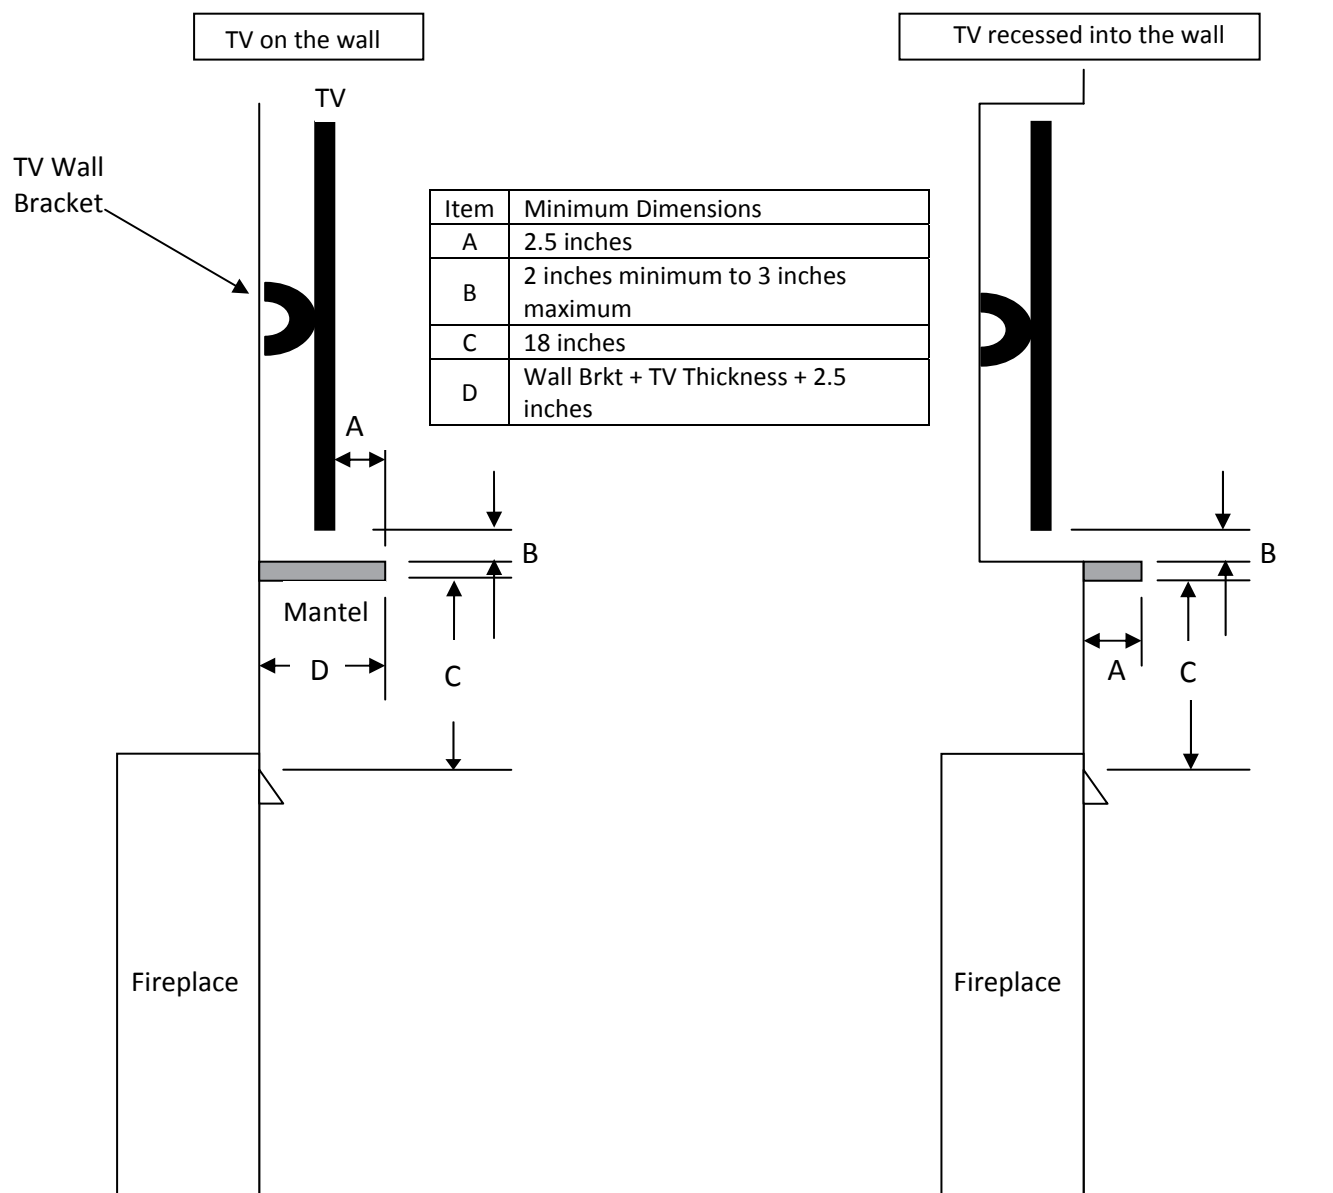 TV on the wall
TV recessed into the wall
TV
TV Wall
Bracket
Item Minimum Dimensions
A 2.5 inches
B 2 inches minimum to 3 inches
maximum
C 18 inches
D Wall Brkt + TV Thickness + 2.5
inches
A
B
Mantel
D
C
Fireplace
B
A
C
Fireplace